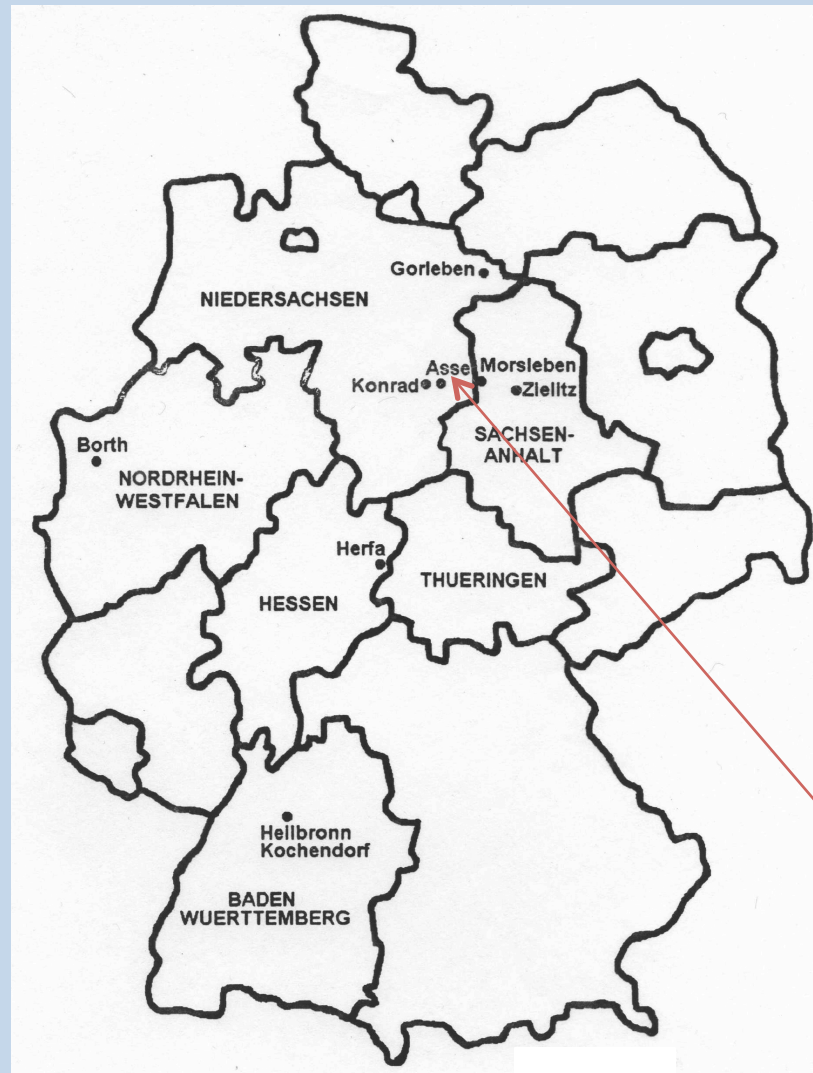 Gorleben
NIEDERSACHSEN
Asse
Morsleben
Konrad
Zielitz
SACHSEN-
ANHALT
Borth
NORDRHEIN-
WESTFALEN
Herfa
THUERINGEN
HESSEN
Heilbronn
Kochendorf
BADEN
WUERTTEMBERG